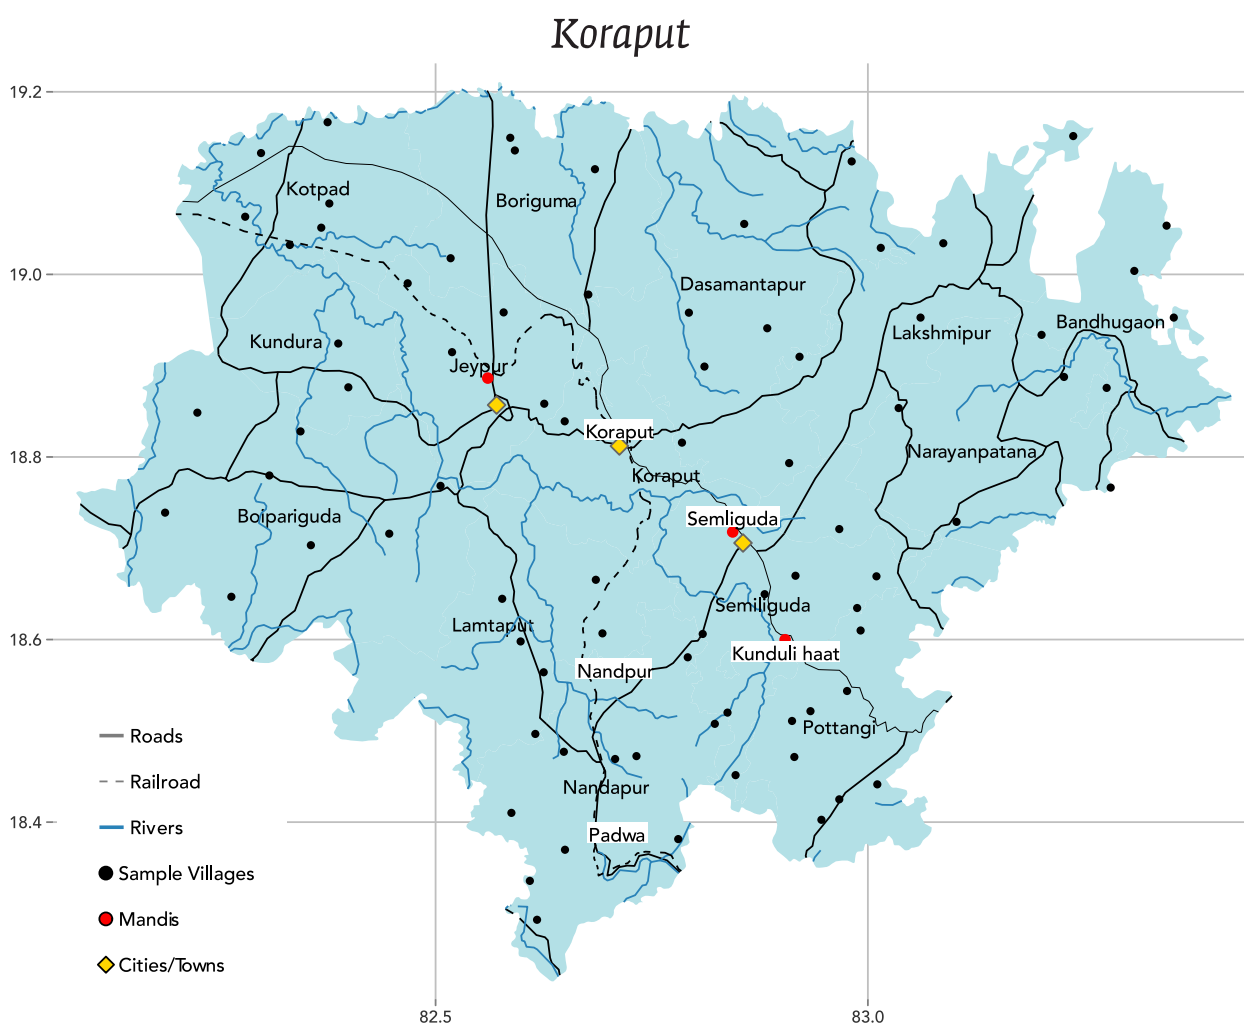 Koraput
19.2
Kotpad
Boriguma
19.0
Dasamantapur
Kundura
Lakshmipur
Bandhugaon
Jeypur
Koraput
18.8
Narayanpatana
Koraput
Boipariguda
Semliguda
Semiliguda
Lamtaput
18.6
Kunduli haat
Nandpur
Pottangi
Roads
Railroad
Nandapur
18.4
Rivers
Padwa
Sample Villages
Mandis
Cities/Towns
82.5
83.0